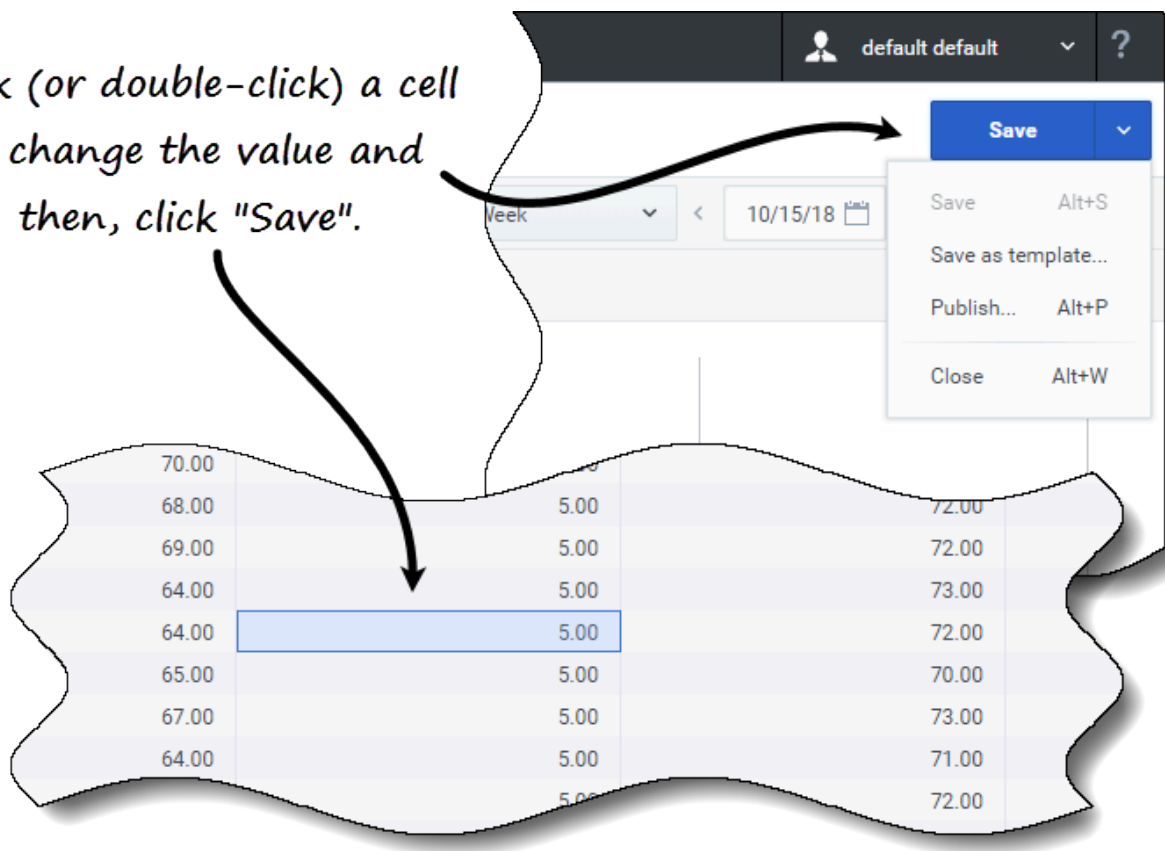 default default ?
k (or double-click) a cell
change the value and
then, click "Save".
Save
Week
10/15/18
Save Alt+S
Save as template...
Publish... Alt+P
Close Alt+W
70.00
68.00 5.00 72.00
69.00 5.00 72.00
64.00 5.00 73.00
64.00 5.00 72.00
65.00 5.00 70.00
67.00 5.00 73.00
64.00 5.00 71.00
5.00 72.00